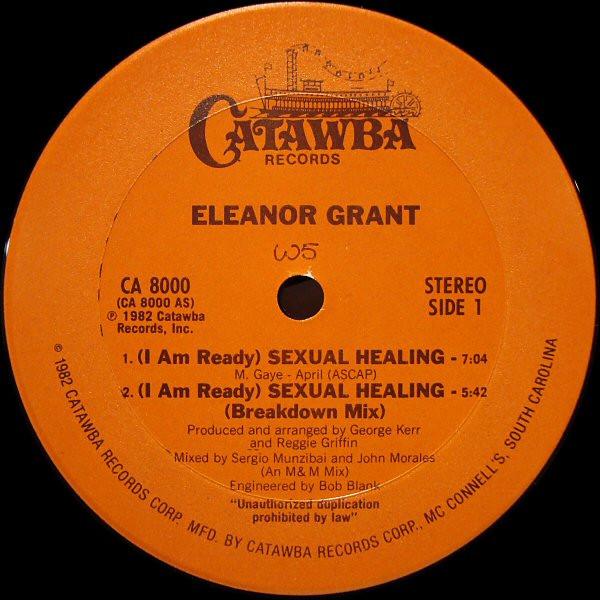 CATAWBA
RECORDS
ELEANOR GRANT
W5
CA 8000
(CA 8000 AS)
℗ 1982 Catawba
Records, Inc.
STEREO
SIDE 1
1. (I Am Ready) SEXUAL HEALING - 7:04
M. Gaye - April (ASCAP)
2. (I Am Ready) SEXUAL HEALING - 5:42
(Breakdown Mix)
Produced and arranged by George Kerr
and Reggie Griffin
Mixed by Sergio Munzibai and John Morales
(An M&M Mix)
Engineered by Bob Blank
"Unauthorized duplication
prohibited by law"
© 1982 CATAWBA RECORDS CORP. MFD. BY CATAWBA RECORDS CORP., MC CONNELL'S, SOUTH CAROLINA